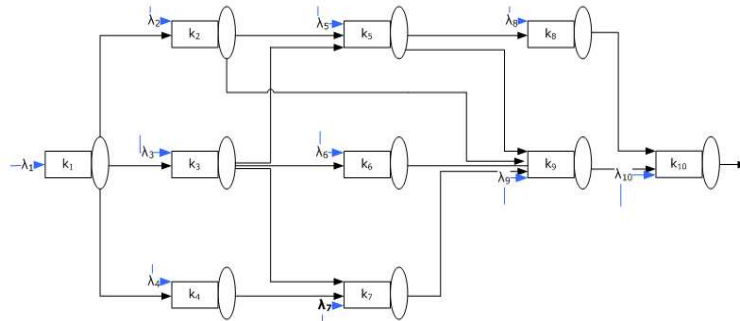 λ₂ k₂ λ₅ k₅ λ₈ k₈
λ₁ k₁ λ₃ k₃ λ₆ k₆ λ₉ k₉ λ₁₀ k₁₀
λ₄ k₄ λ₇ k₇